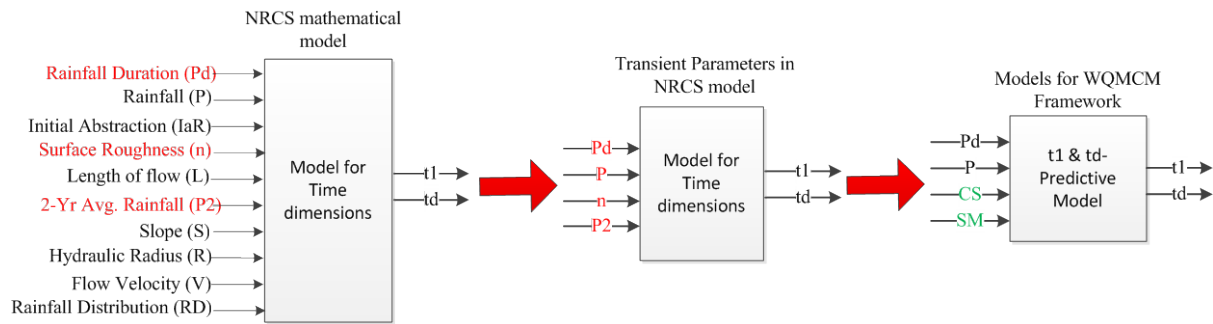 NRCS mathematical
model
Rainfall Duration (Pd)
Rainfall (P)
Initial Abstraction (IaR)
Surface Roughness (n)
Length of flow (L)
2-Yr Avg. Rainfall (P2)
Slope (S)
Hydraulic Radius (R)
Flow Velocity (V)
Rainfall Distribution (RD)
Model for
Time
dimensions
t1
td
Transient Parameters in
NRCS model
Pd
P
n
P2
Model for
Time
dimensions
t1
td
Models for WQMCM
Framework
Pd
P
CS
SM
t1 & td-
Predictive
Model
t1
td